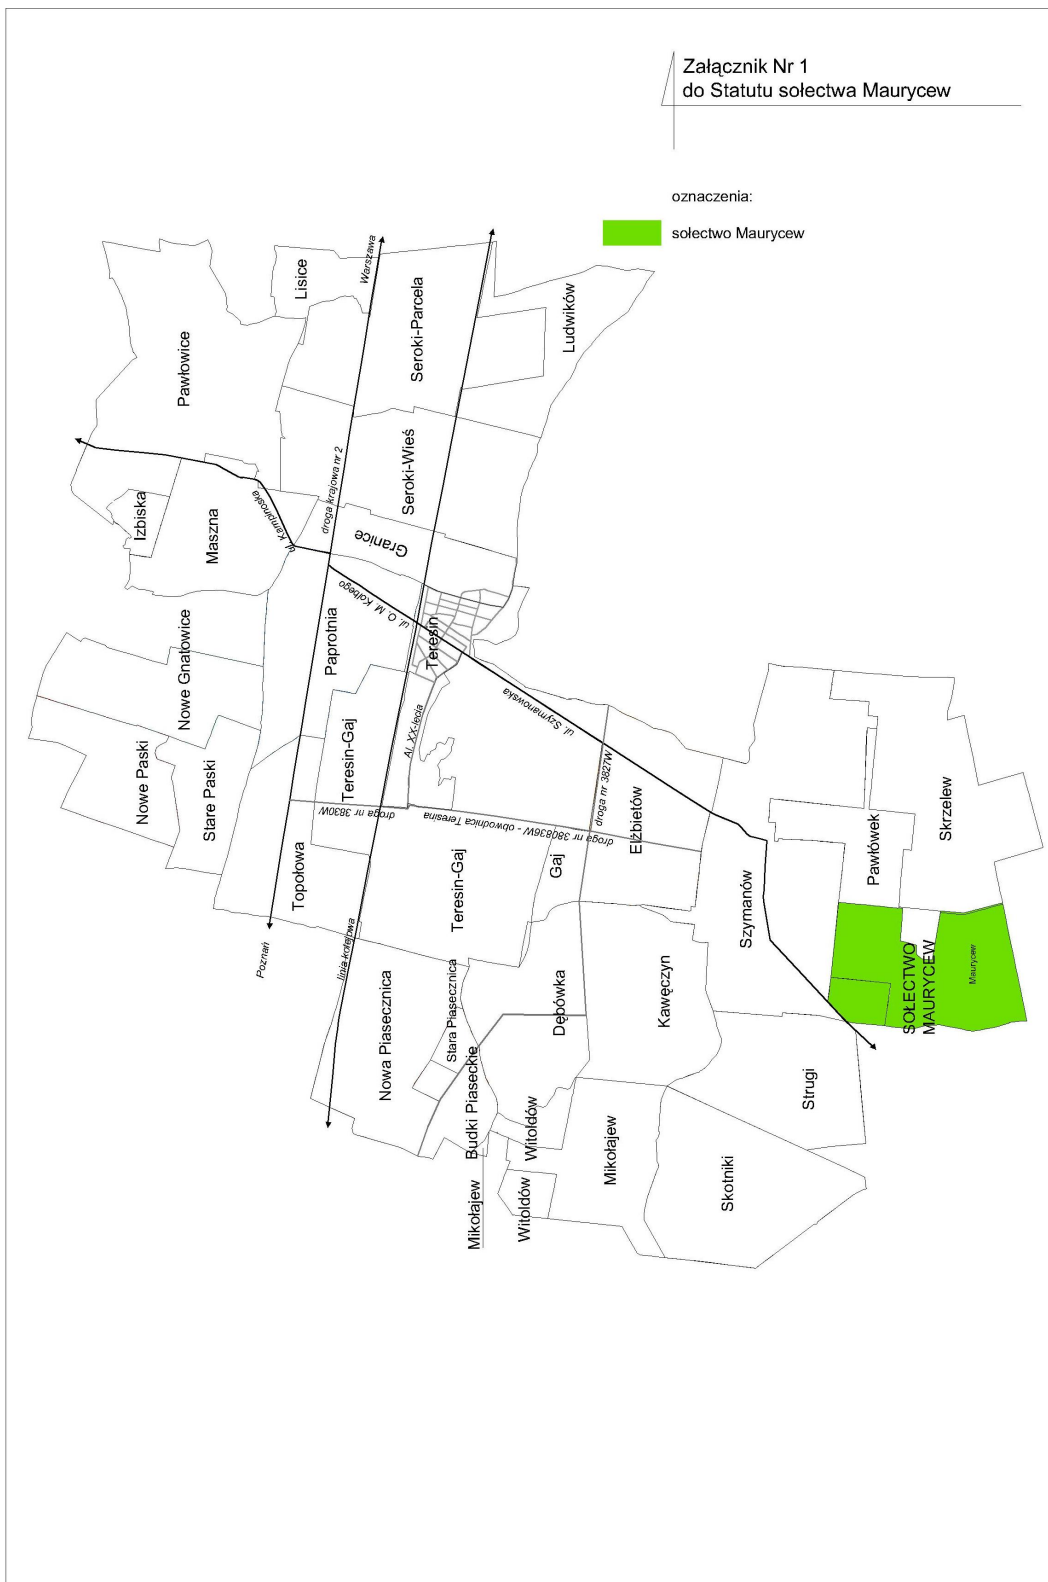 Załącznik Nr 1
do Statutu sołectwa Maurycew
oznaczenia:
sołectwo Maurycew
Pawłowice
Lisice
Warszawa
Seroki-Parcela
Ludwików
Izbiska
Maszna
ul. Kampinoska
droga krajowa nr 2
Seroki-Wieś
Granice
Nowe Gnatowice
Paprotnia
ul. O. M. Kolbego
Teresin
Nowe Paski
Stare Paski
Teresin-Gaj
Al. XX-lecia
ul. Szymanowska
droga nr 3830W
droga nr 380836W - obwodnica Teresina
droga nr 3827W
Topołowa
Poznań
linia kolejowa
Teresin-Gaj
Gaj
Elżbietów
Szymanów
Pawłówek
Skrzelew
Nowa Piasecznica
Stara Piasecznica
Budki Piaseckie
Dębówka
Kawęczyn
SOŁECTWO
MAURYCEW
Maurycew
Mikołajew
Witoldów
Witoldów
Mikołajew
Skotniki
Strugi